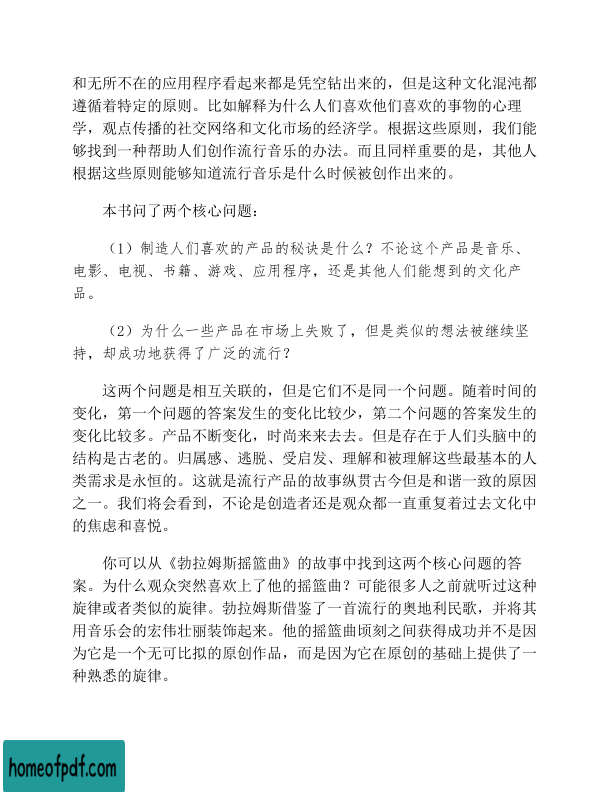 和无所不在的应用程序看起来都是凭空钻出来的，但是这种文化混沌都
遵循着特定的原则。比如解释为什么人们喜欢他们喜欢的事物的心理
学，观点传播的社交网络和文化市场的经济学。根据这些原则，我们能
够找到一种帮助人们创作流行音乐的办法。而且同样重要的是，其他人
根据这些原则能够知道流行音乐是什么时候被创作出来的。
本书问了两个核心问题：
（1）制造人们喜欢的产品的秘诀是什么？不论这个产品是音乐、
电影、电视、书籍、游戏、应用程序，还是其他人们能想到的文化产
品。
（2）为什么一些产品在市场上失败了，但是类似的想法被继续坚
持，却成功地获得了广泛的流行？
这两个问题是相互关联的，但是它们不是同一个问题。随着时间的
变化，第一个问题的答案发生的变化比较少，第二个问题的答案发生的
变化比较多。产品不断变化，时尚来来去去。但是存在于人们头脑中的
结构是古老的。归属感、逃脱、受启发、理解和被理解这些最基本的人
类需求是永恒的。这就是流行产品的故事纵贯古今但是和谐一致的原因
之一。我们将会看到，不论是创造者还是观众都一直重复着过去文化中
的焦虑和喜悦。
你可以从《勃拉姆斯摇篮曲》的故事中找到这两个核心问题的答
案。为什么观众突然喜欢上了他的摇篮曲？可能很多人之前就听过这种
旋律或者类似的旋律。勃拉姆斯借鉴了一首流行的奥地利民歌，并将其
用音乐会的宏伟壮丽装饰起来。他的摇篮曲顷刻之间获得成功并不是因
为它是一个无可比拟的原创作品，而是因为它在原创的基础上提供了一
种熟悉的旋律。
homeofpdf.com